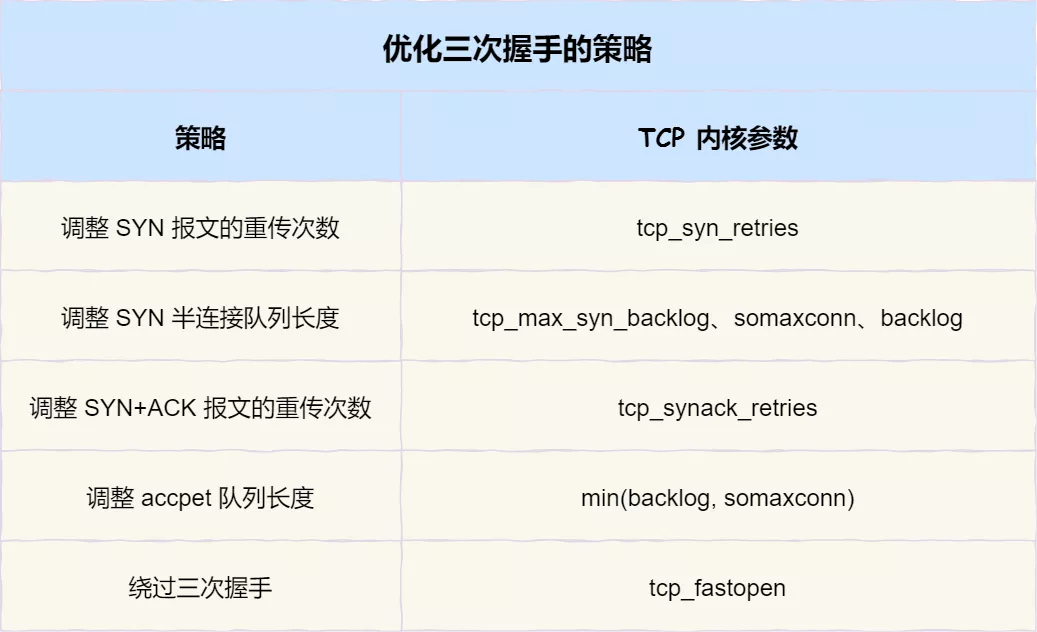 优化三次握手的策略
策略
TCP 内核参数
调整 SYN 报文的重传次数
tcp_syn_retries
调整 SYN 半连接队列长度
tcp_max_syn_backlog、somaxconn、backlog
调整 SYN+ACK 报文的重传次数
tcp_synack_retries
调整 accpet 队列长度
min(backlog, somaxconn)
绕过三次握手
tcp_fastopen